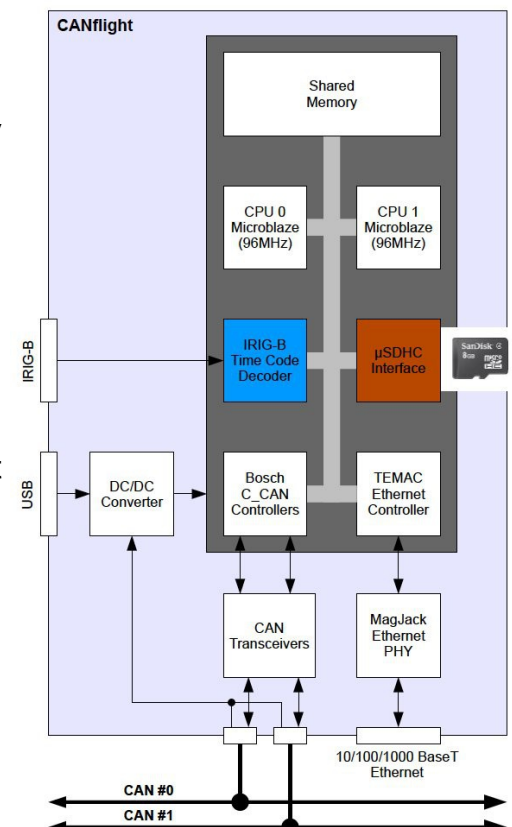 CANflight
Shared
Memory
CPU 0
Microblaze
(96MHz)
CPU 1
Microblaze
(96MHz)
IRIG-B
IRIG-B
Time Code
Decoder
µSDHC
Interface
SanDisk 4
8GB
micro
HC
USB
DC/DC
Converter
Bosch
C_CAN
Controllers
TEMAC
Ethernet
Controller
CAN
Transceivers
MagJack
Ethernet
PHY
10/100/1000 BaseT
Ethernet
CAN #0
CAN #1